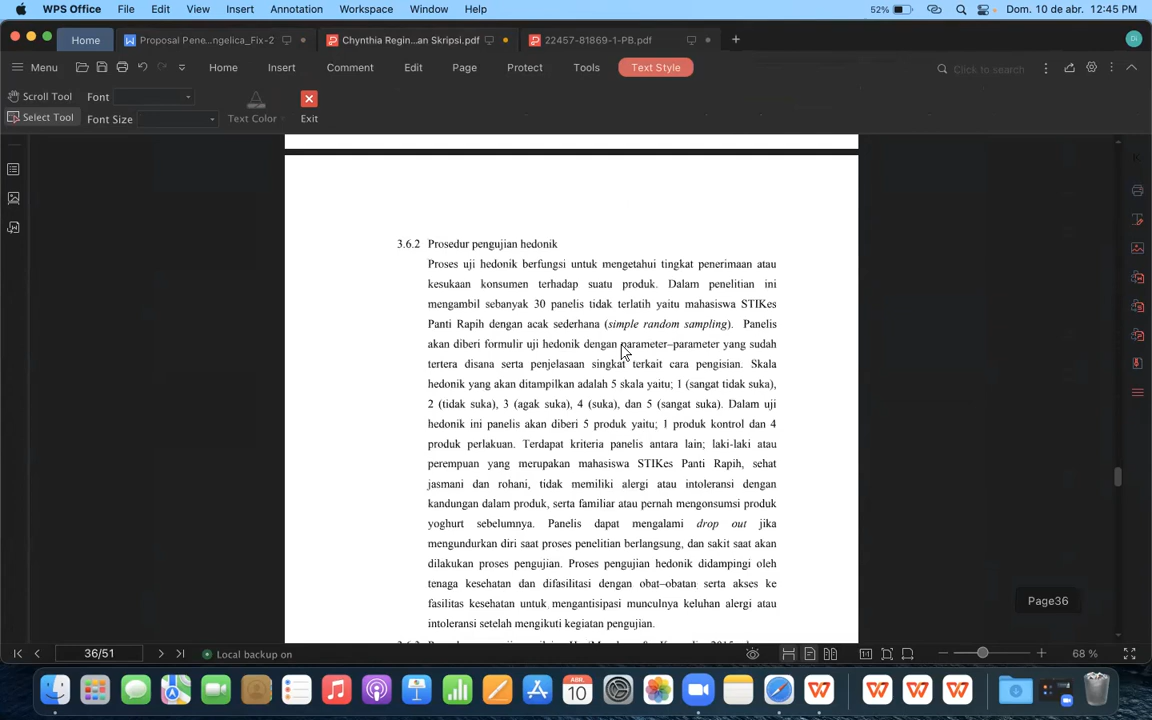 WPS Office File Edit View Insert Annotation Workspace Window Help 52% Dom. 10 de abr. 12:45 PM
Home Proposal Pene...ngelica_Fix-2 Chynthia Regin...an Skripsi.pdf 22457-81869-1-PB.pdf + Di
Menu Home Insert Comment Edit Page Protect Tools Text Style Click to search
Scroll Tool Font
Select Tool Font Size Text Color Exit
3.6.2 Prosedur pengujian hedonik
Proses uji hedonik berfungsi untuk mengetahui tingkat penerimaan atau
kesukaan konsumen terhadap suatu produk. Dalam penelitian ini
mengambil sebanyak 30 panelis tidak terlatih yaitu mahasiswa STIKes
Panti Rapih dengan acak sederhana (simple random sampling). Panelis
akan diberi formulir uji hedonik dengan parameter–parameter yang sudah
tertera disana serta penjelasaan singkat terkait cara pengisian. Skala
hedonik yang akan ditampilkan adalah 5 skala yaitu; 1 (sangat tidak suka),
2 (tidak suka), 3 (agak suka), 4 (suka), dan 5 (sangat suka). Dalam uji
hedonik ini panelis akan diberi 5 produk yaitu; 1 produk kontrol dan 4
produk perlakuan. Terdapat kriteria panelis antara lain; laki-laki atau
perempuan yang merupakan mahasiswa STIKes Panti Rapih, sehat
jasmani dan rohani, tidak memiliki alergi atau intoleransi dengan
kandungan dalam produk, serta familiar atau pernah mengonsumsi produk
yoghurt sebelumnya. Panelis dapat mengalami drop out jika
mengundurkan diri saat proses penelitian berlangsung, dan sakit saat akan
dilakukan proses pengujian. Proses pengujian hedonik didampingi oleh
tenaga kesehatan dan difasilitasi dengan obat–obatan serta akses ke
fasilitas kesehatan untuk mengantisipasi munculnya keluhan alergi atau
intoleransi setelah mengikuti kegiatan pengujian.
Page36
36/51 Local backup on 68 %
ABR.
10